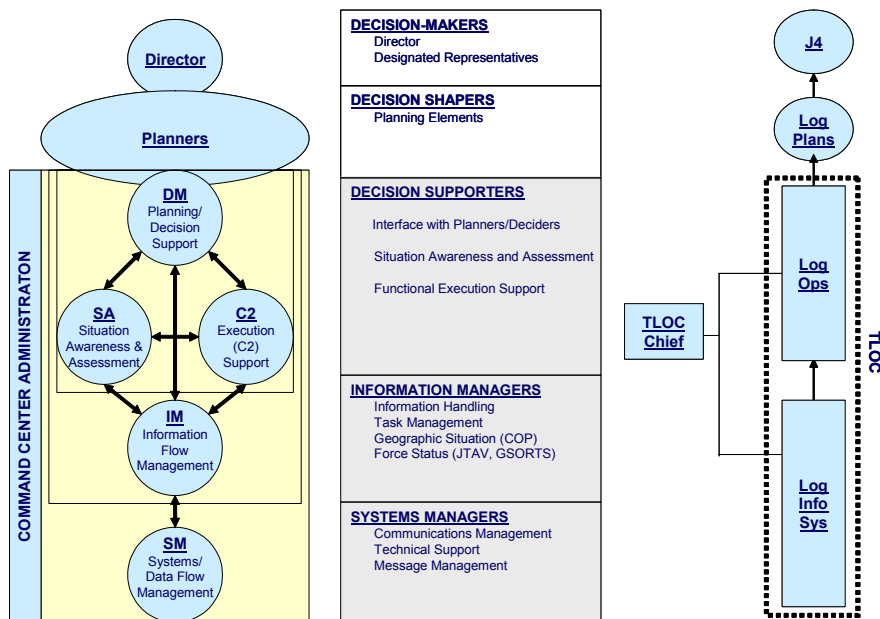 Director
Planners
COMMAND CENTER ADMINISTRATON
DM
Planning/
Decision
Support
SA
Situation
Awareness &
Assessment
C2
Execution
(C2)
Support
IM
Information
Flow
Management
SM
Systems/
Data Flow
Management
DECISION-MAKERS
Director
Designated Representatives
DECISION SHAPERS
Planning Elements
DECISION SUPPORTERS
Interface with Planners/Deciders
Situation Awareness and Assessment
Functional Execution Support
INFORMATION MANAGERS
Information Handling
Task Management
Geographic Situation (COP)
Force Status (JTAV, GSORTS)
SYSTEMS MANAGERS
Communications Management
Technical Support
Message Management
J4
Log
Plans
Log
Ops
TLOC
Chief
TLOC
Log
Info
Sys